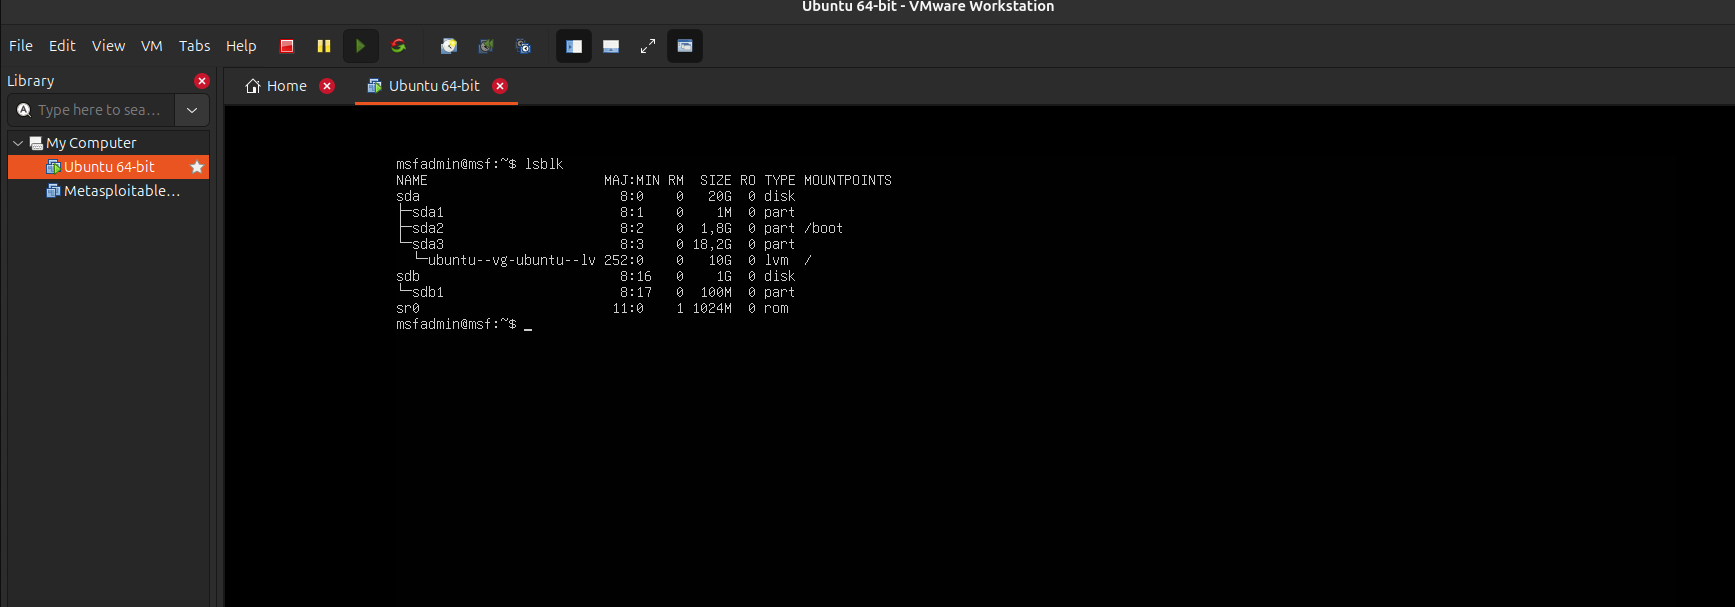 Ubuntu 64-bit - VMware Workstation
File Edit View VM Tabs Help
Library
Type here to sea...
My Computer
Ubuntu 64-bit
Metasploitable...
Home
Ubuntu 64-bit
msfadmin@msf:~$ lsblk
NAME MAJ:MIN RM SIZE RO TYPE MOUNTPOINTS
sda 8:0 0 20G 0 disk
├─sda1 8:1 0 1M 0 part
├─sda2 8:2 0 1,8G 0 part /boot
└─sda3 8:3 0 18,2G 0 part
└─ubuntu--vg-ubuntu--lv 252:0 0 10G 0 lvm /
sdb 8:16 0 1G 0 disk
└─sdb1 8:17 0 100M 0 part
sr0 11:0 1 1024M 0 rom
msfadmin@msf:~$ _